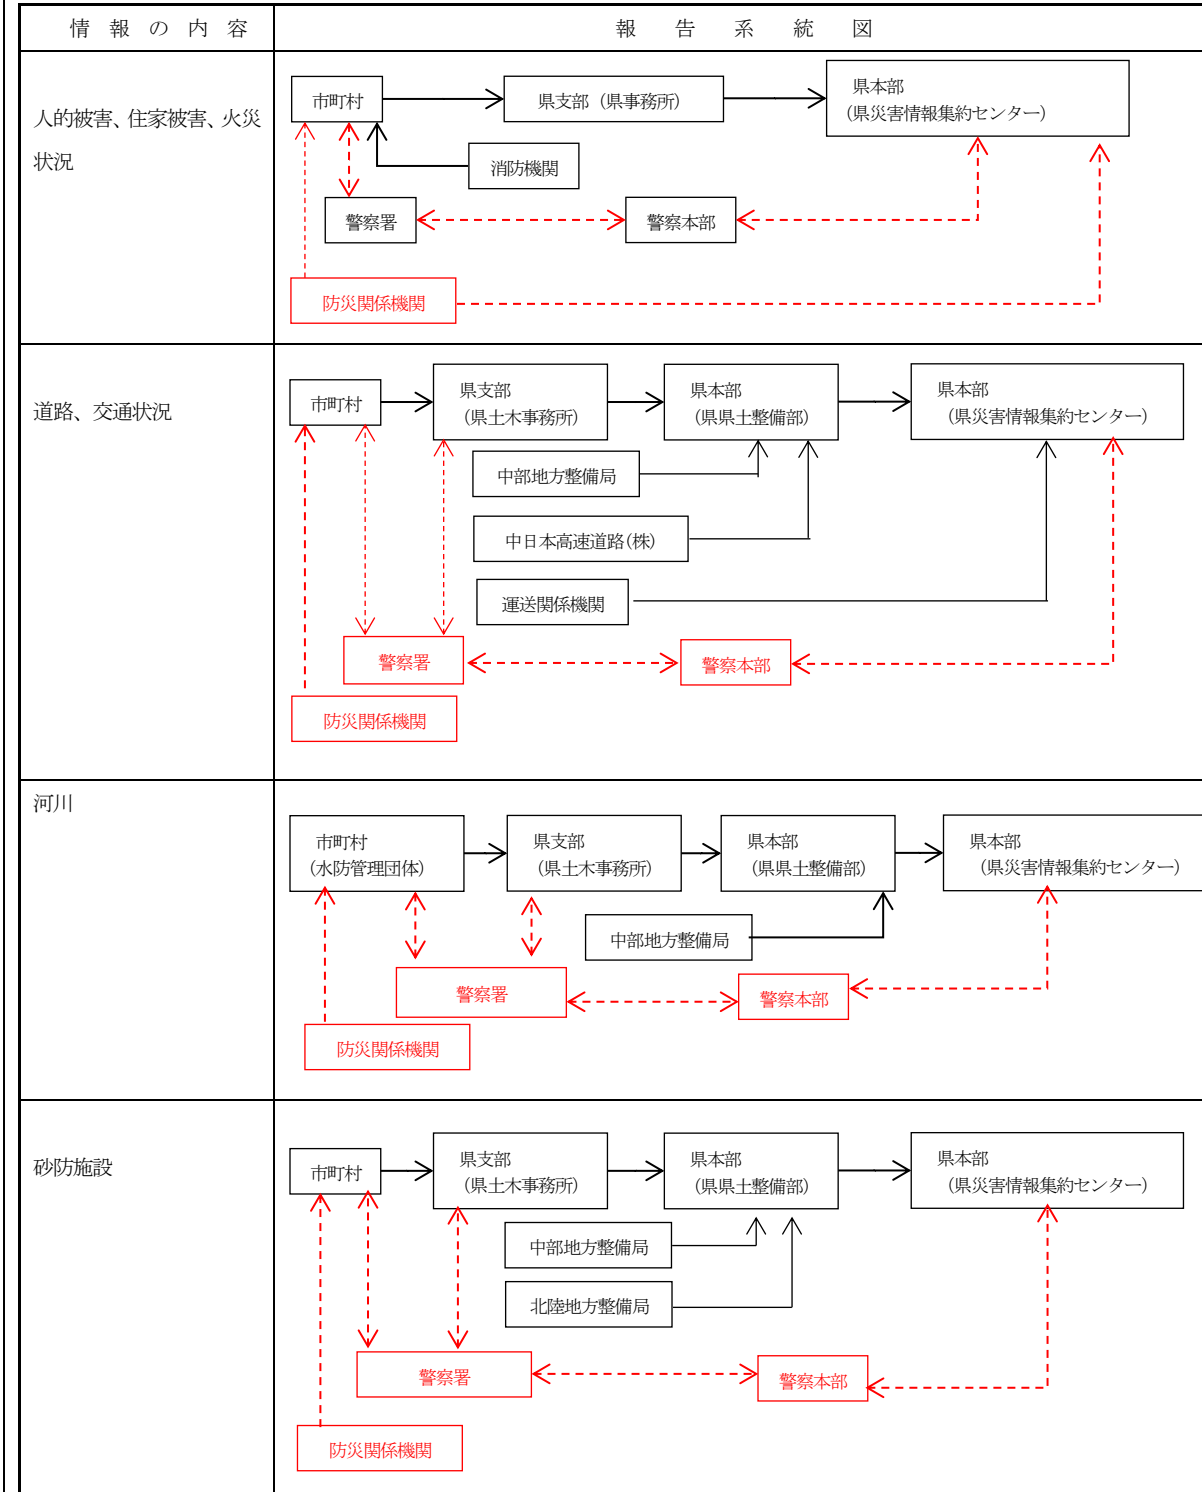 情報の内容
報告系統図
人的被害、住家被害、火災
状況
市町村
県支部（県事務所）
県本部
（県災害情報集約センター）
消防機関
警察署
警察本部
防災関係機関
道路、交通状況
市町村
県支部
（県土木事務所）
県本部
（県県土整備部）
県本部
（県災害情報集約センター）
中部地方整備局
中日本高速道路（株）
運送関係機関
警察署
警察本部
防災関係機関
河川
市町村
（水防管理団体）
県支部
（県土木事務所）
県本部
（県県土整備部）
県本部
（県災害情報集約センター）
中部地方整備局
警察署
警察本部
防災関係機関
砂防施設
市町村
県支部
（県土木事務所）
県本部
（県県土整備部）
県本部
（県災害情報集約センター）
中部地方整備局
北陸地方整備局
警察署
警察本部
防災関係機関